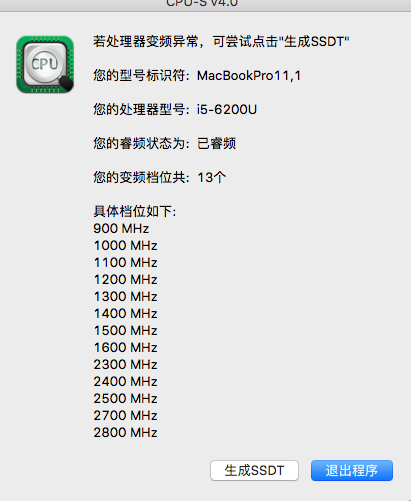 CPU-S V4.0
若处理器变频异常，可尝试点击"生成SSDT"
CPU
您的型号标识符：MacBookPro11,1
您的处理器型号：i5-6200U
您的睿频状态为：已睿频
您的变频档位共：13个
具体档位如下:
900 MHz
1000 MHz
1100 MHz
1200 MHz
1300 MHz
1400 MHz
1500 MHz
1600 MHz
2300 MHz
2400 MHz
2500 MHz
2700 MHz
2800 MHz
生成SSDT
退出程序